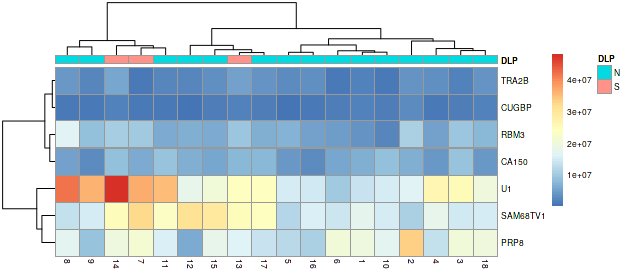 DLP
DLP
N
S
4e+07
3e+07
2e+07
1e+07
TRA2B
CUGBP
RBM3
CA150
U1
SAM68TV1
PRP8
8 9 14 7 11 12 15 13 17 5 16 6 1 10 2 4 3 18